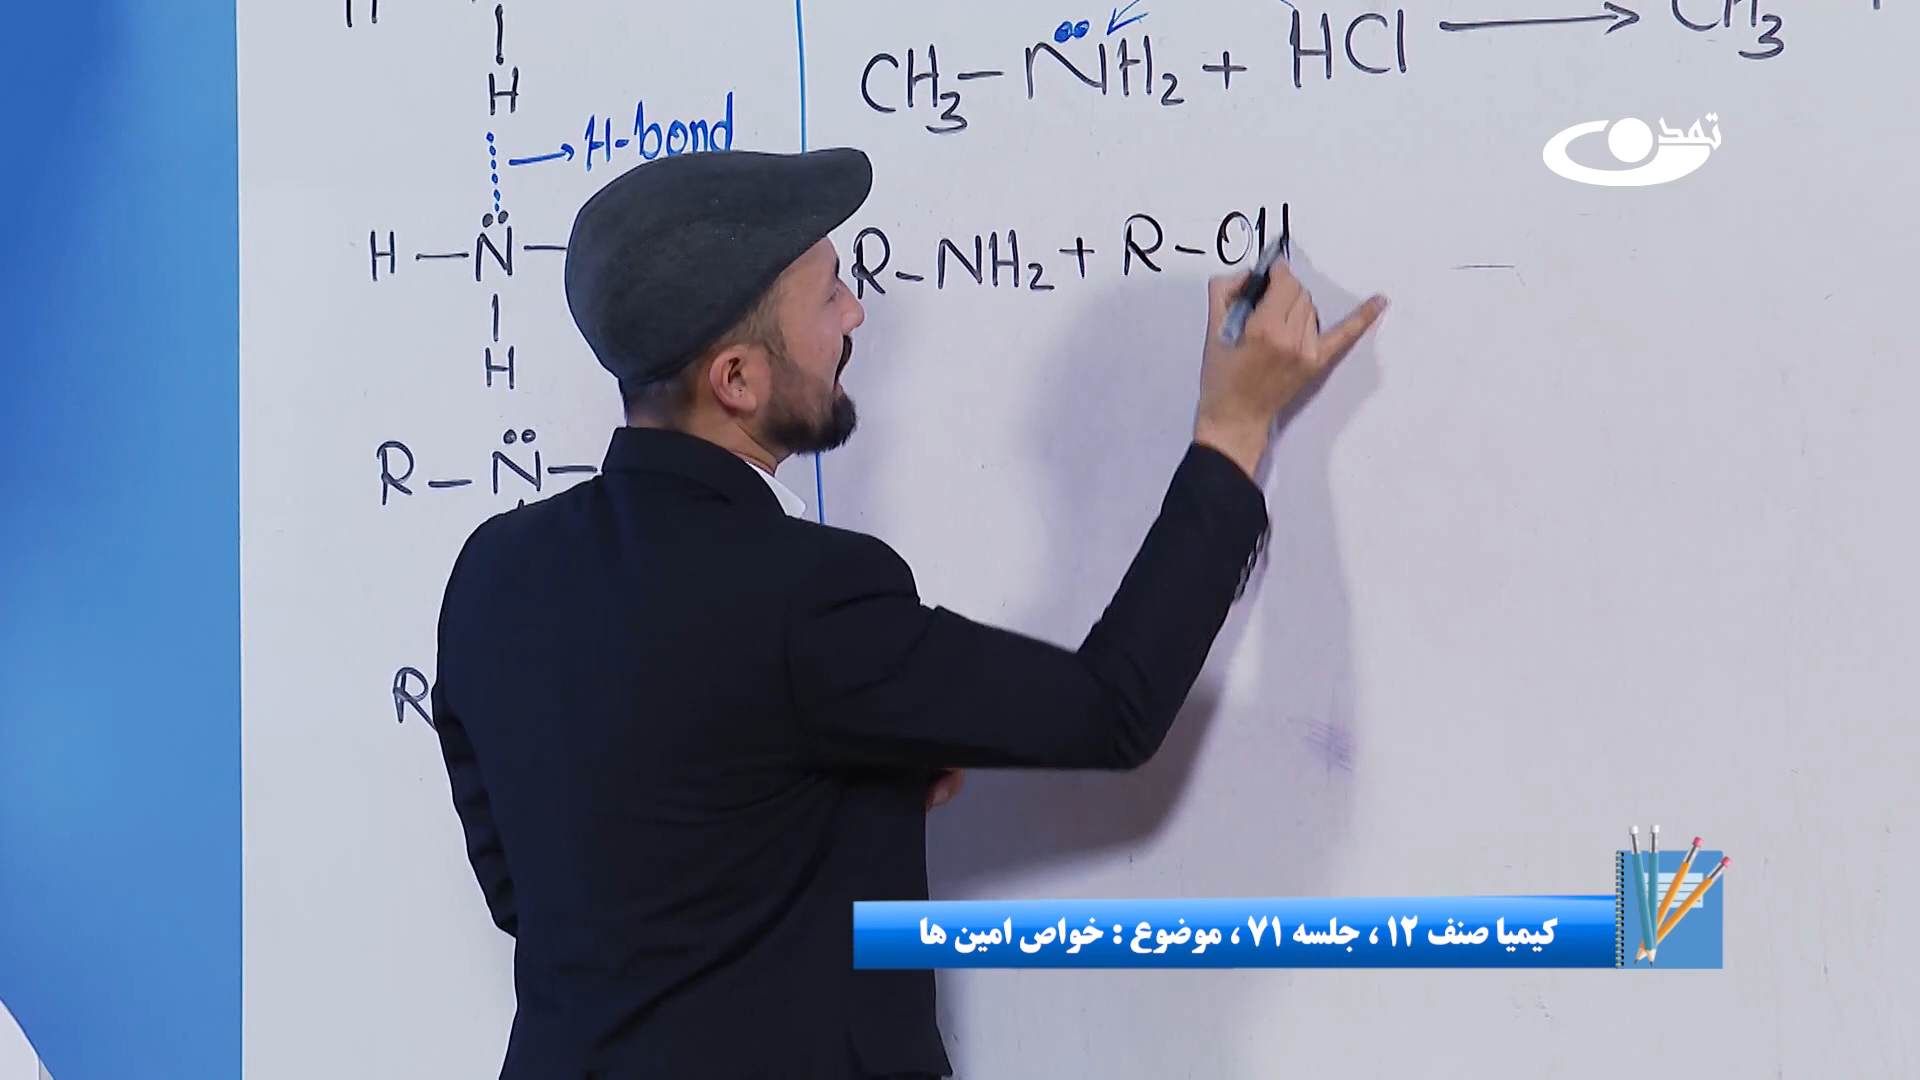 H
H
H-bond
H — N̈ —
H
R — N̈ —
R
CH₃ — N̈H₂ + HCl ⟶ CH₃
R - NH₂ + R - OH
تمدن
کیمیا صنف ۱۲ ، جلسه ۷۱ ، موضوع : خواص امین ها